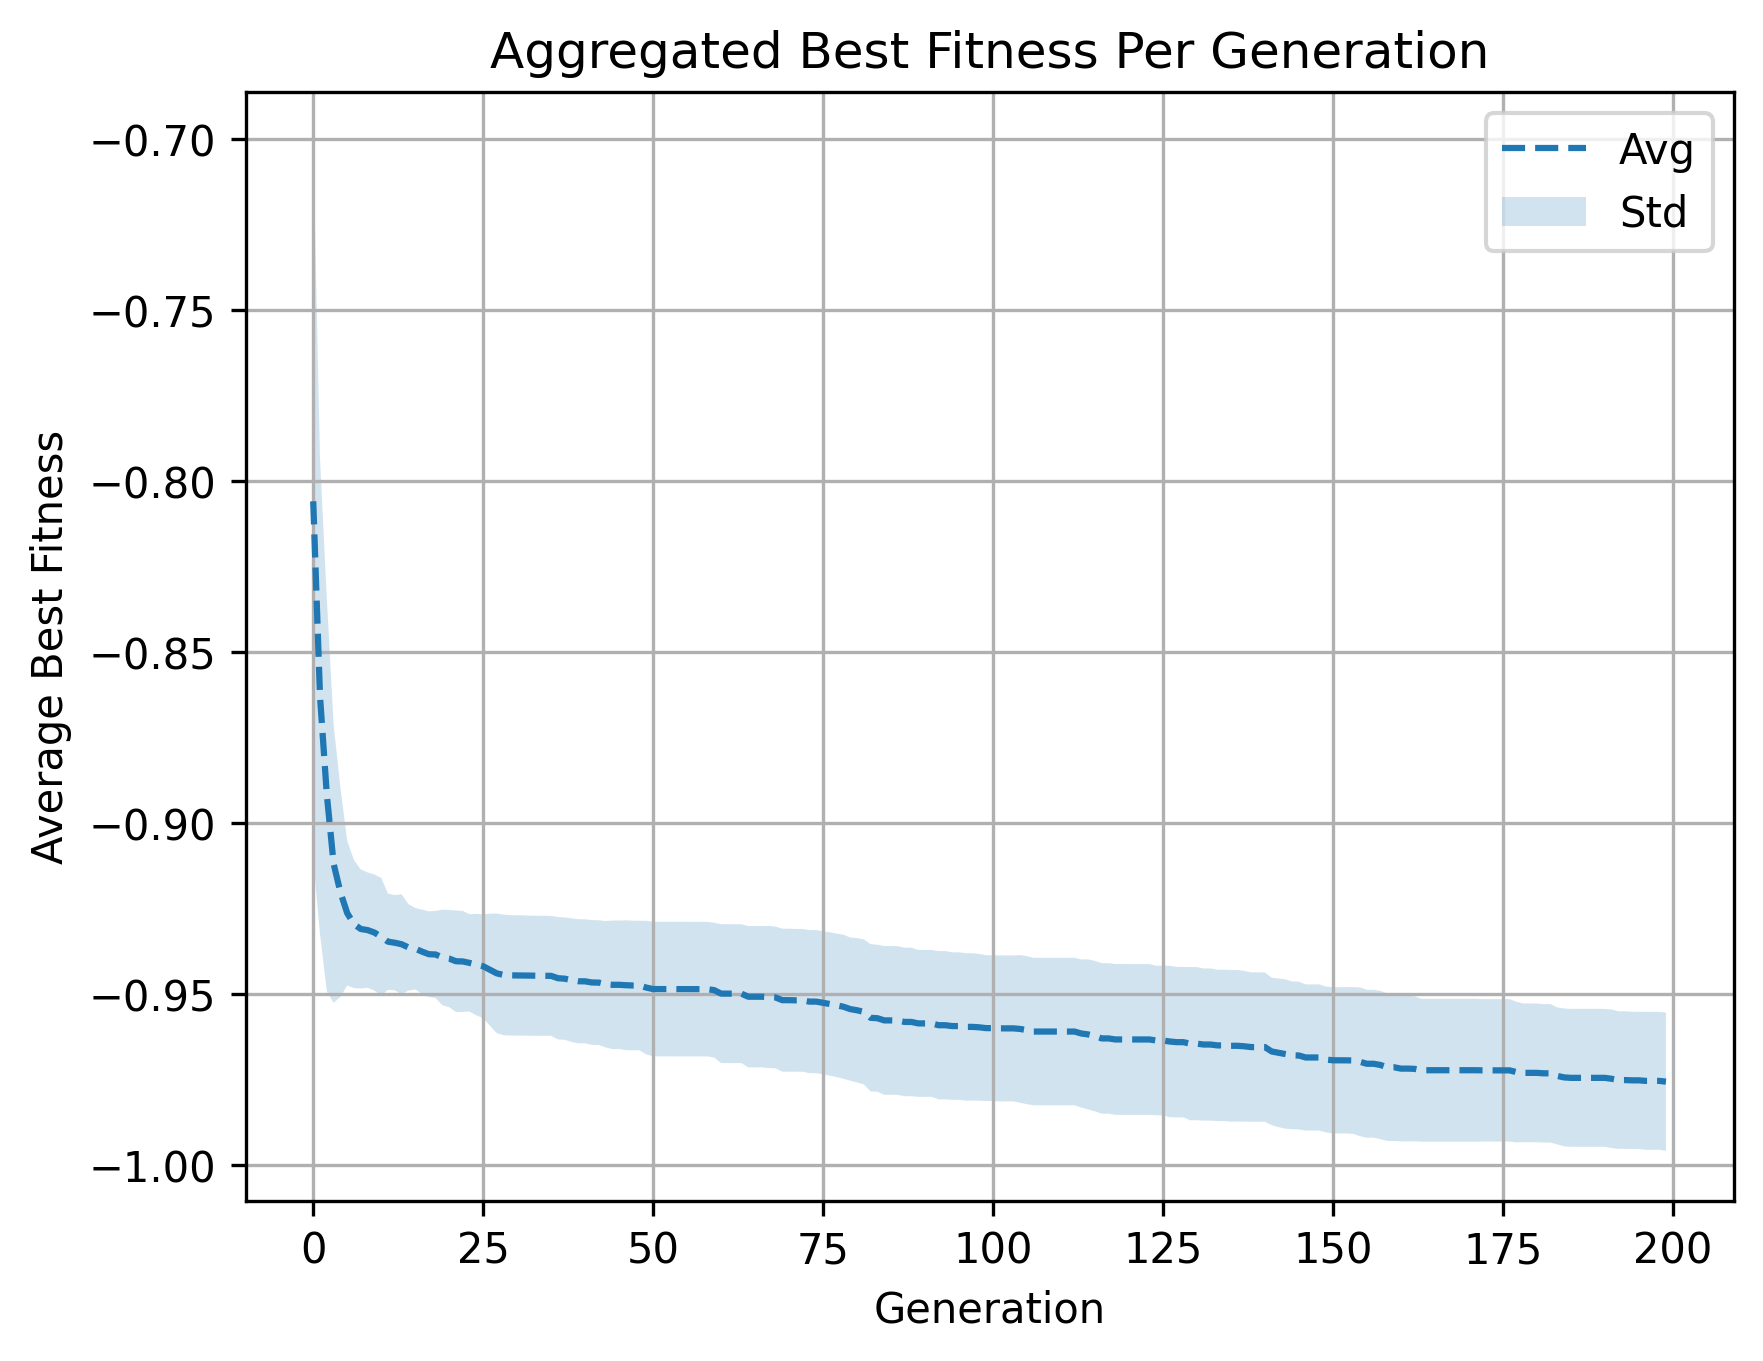 Aggregated Best Fitness Per Generation
Avg
Std
Average Best Fitness
−0.70
−0.75
−0.80
−0.85
−0.90
−0.95
−1.00
0 25 50 75 100 125 150 175 200
Generation